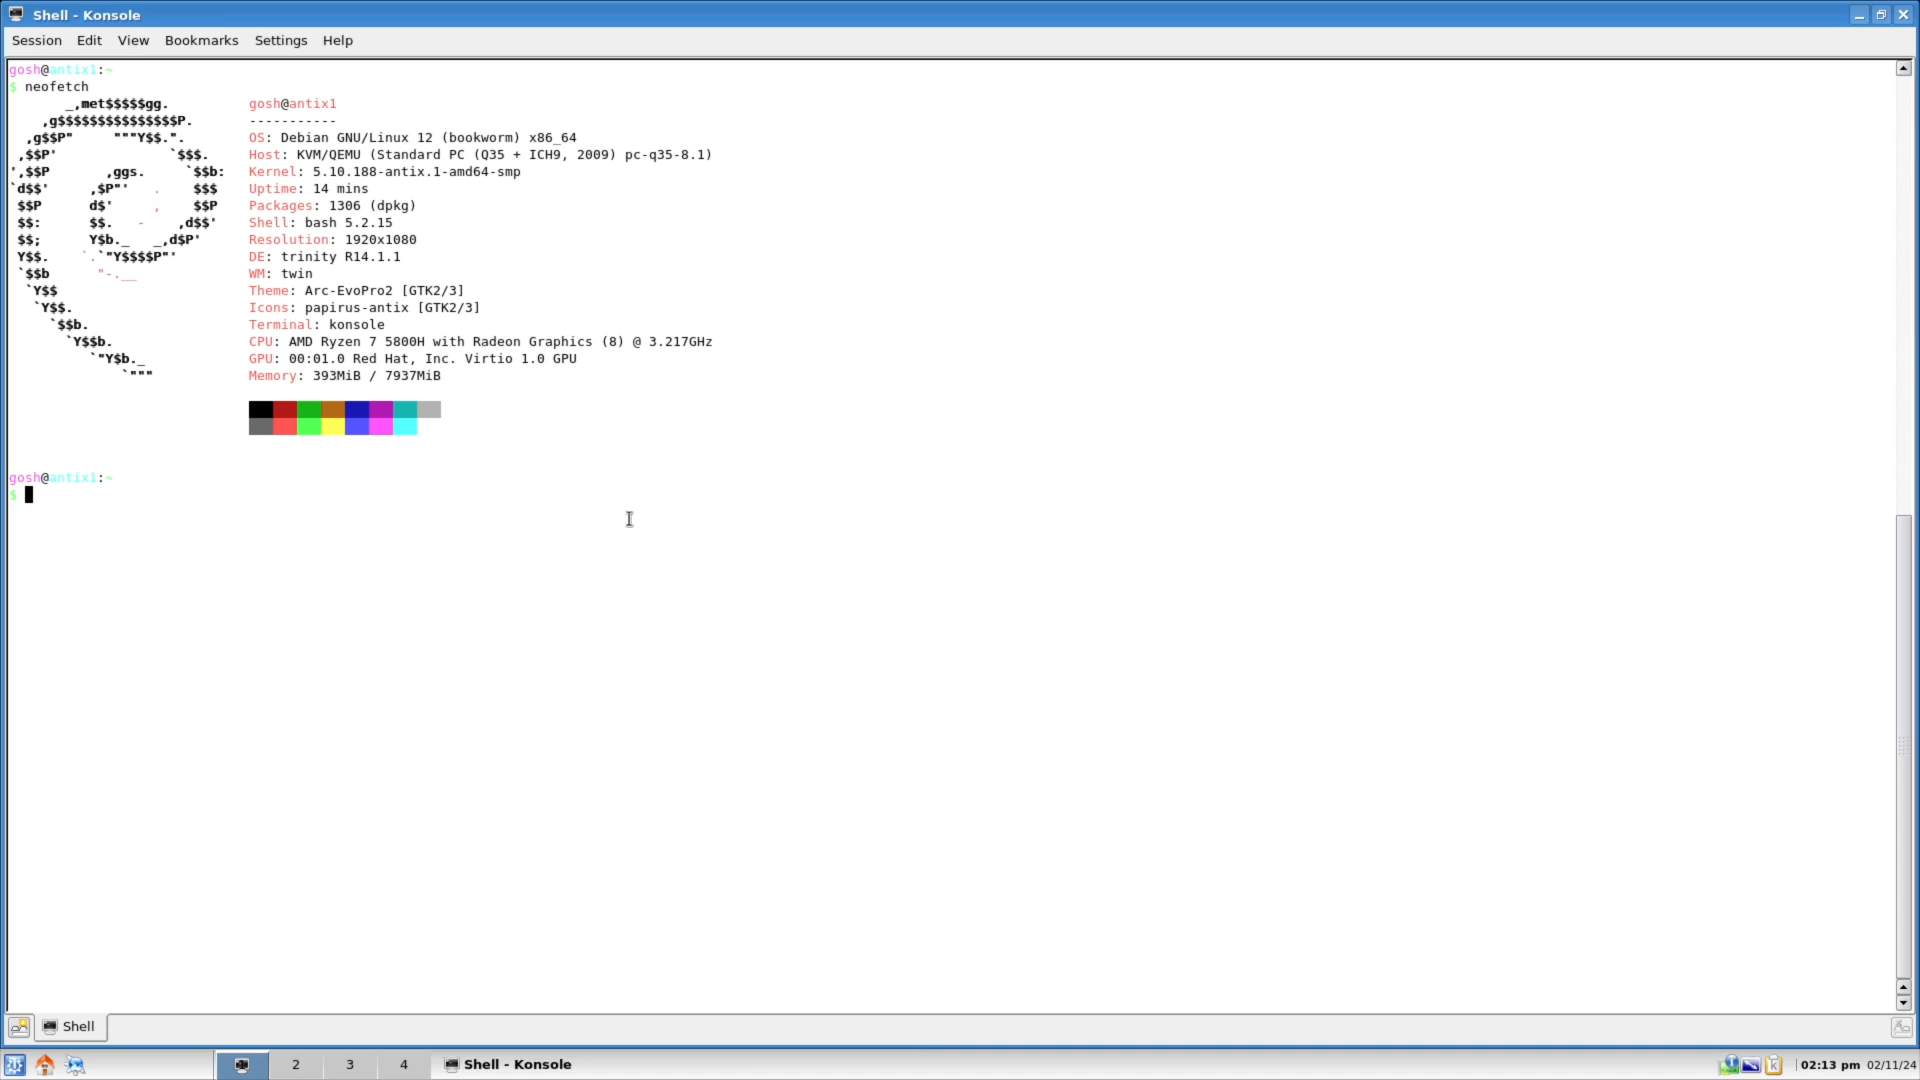 Shell - Konsole
Session Edit View Bookmarks Settings Help
gosh@antix1:~
$ neofetch
       _,met$$$$$gg.          gosh@antix1
    ,g$$$$$$$$$$$$$$$P.       -----------
  ,g$$P"     """Y$$.".        OS: Debian GNU/Linux 12 (bookworm) x86_64
 ,$$P'              `$$$.     Host: KVM/QEMU (Standard PC (Q35 + ICH9, 2009) pc-q35-8.1)
',$$P       ,ggs.     `$$b:   Kernel: 5.10.188-antix.1-amd64-smp
`d$$'     ,$P"'   .    $$$    Uptime: 14 mins
 $$P      d$'     ,    $$P    Packages: 1306 (dpkg)
 $$:      $$.   -    ,d$$'    Shell: bash 5.2.15
 $$;      Y$b._   _,d$P'      Resolution: 1920x1080
 Y$$.    `.`"Y$$$$P"'         DE: trinity R14.1.1
 `$$b      "-.__              WM: twin
  `Y$$                        Theme: Arc-EvoPro2 [GTK2/3]
   `Y$$.                      Icons: papirus-antix [GTK2/3]
     `$$b.                    Terminal: konsole
       `Y$$b.                 CPU: AMD Ryzen 7 5800H with Radeon Graphics (8) @ 3.217GHz
          `"Y$b._             GPU: 00:01.0 Red Hat, Inc. Virtio 1.0 GPU
              `"""            Memory: 393MiB / 7937MiB
gosh@antix1:~
$
Shell
2 3 4 Shell - Konsole 02:13 pm 02/11/24